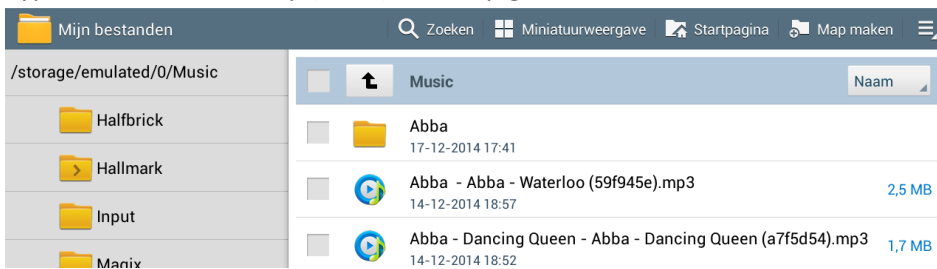 Mijn bestanden
Zoeken
Miniatuurweergave
Startpagina
Map maken
/storage/emulated/0/Music
Halfbrick
Hallmark
Input
Magix
Music
Naam
Abba
17-12-2014 17:41
Abba - Abba - Waterloo (59f945e).mp3
14-12-2014 18:57
2,5 MB
Abba - Dancing Queen - Abba - Dancing Queen (a7f5d54).mp3
14-12-2014 18:52
1,7 MB